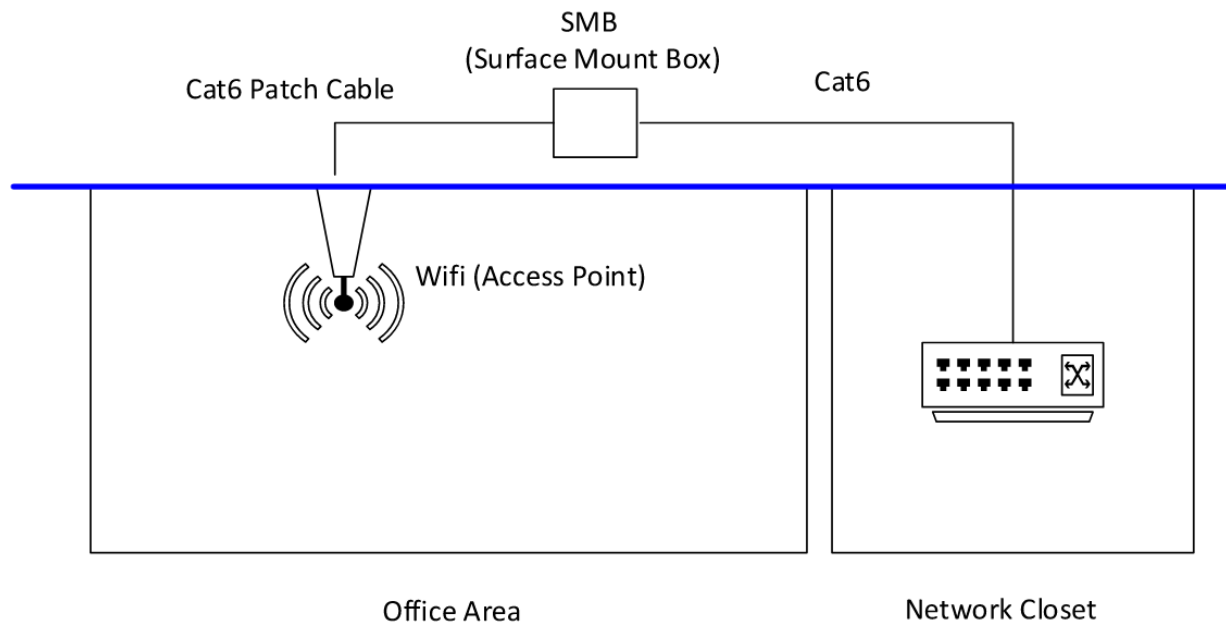 SMB
(Surface Mount Box)
Cat6 Patch Cable
Cat6
Wifi (Access Point)
Office Area
Network Closet